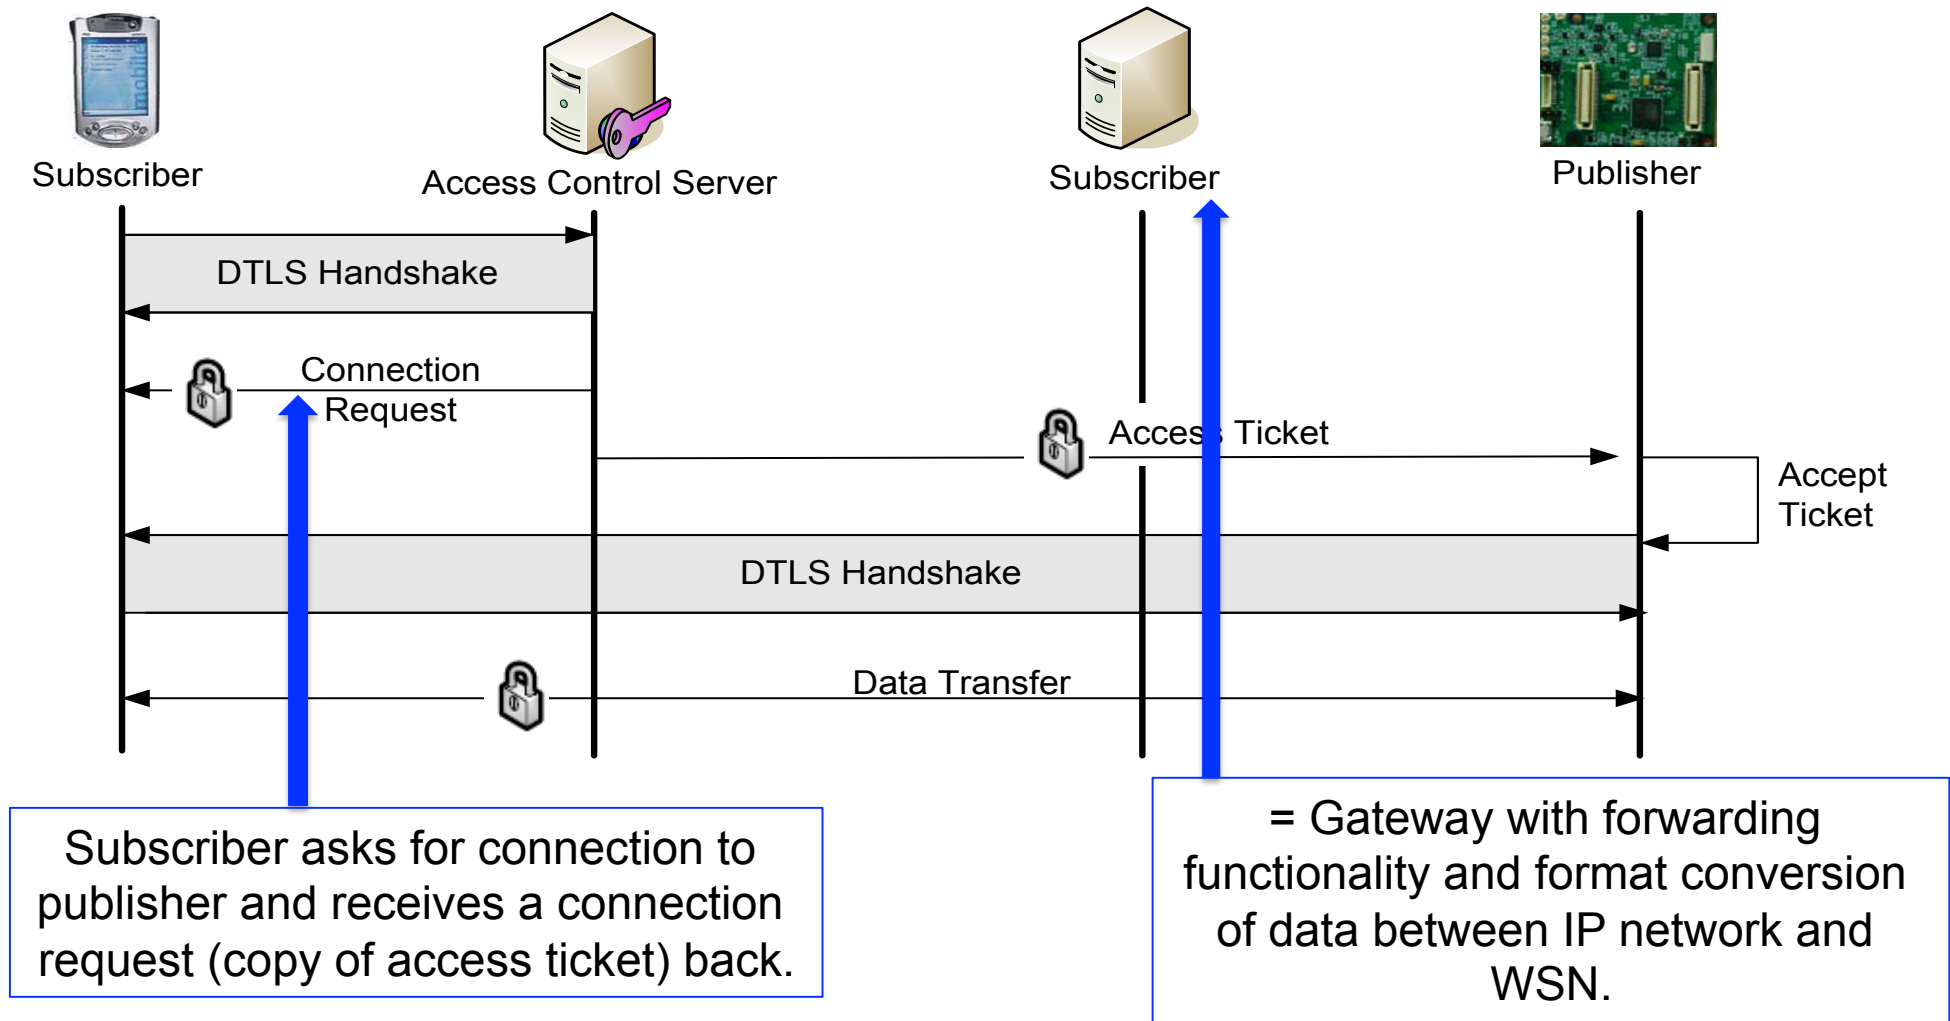 Subscriber
Access Control Server
Subscriber
Publisher
DTLS Handshake
Connection
Request
Access Ticket
Accept
Ticket
DTLS Handshake
Data Transfer
Subscriber asks for connection to
publisher and receives a connection
request (copy of access ticket) back.
= Gateway with forwarding
functionality and format conversion
of data between IP network and
WSN.